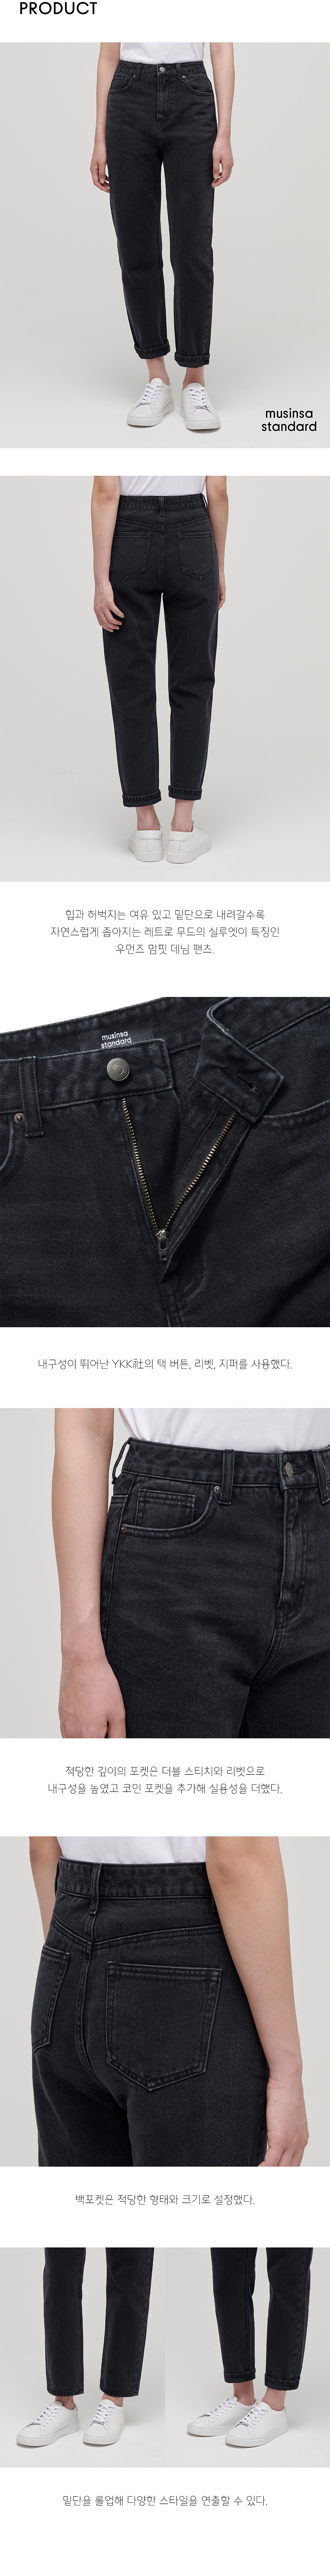 PRODUCT
musinsa
standard
힙과 허벅지는 여유 있고 밑단으로 내려갈수록
자연스럽게 좁아지는 레트로 무드의 실루엣이 특징인
우먼즈 맘핏 데님 팬츠.
musinsa
standard
내구성이 뛰어난 YKK社의 택 버튼, 리벳, 지퍼를 사용했다.
적당한 깊이의 포켓은 더블 스티치와 리벳으로
내구성을 높였고 코인 포켓을 추가해 실용성을 더했다.
백포켓은 적당한 형태와 크기로 설정했다.
밑단을 롤업해 다양한 스타일을 연출할 수 있다.